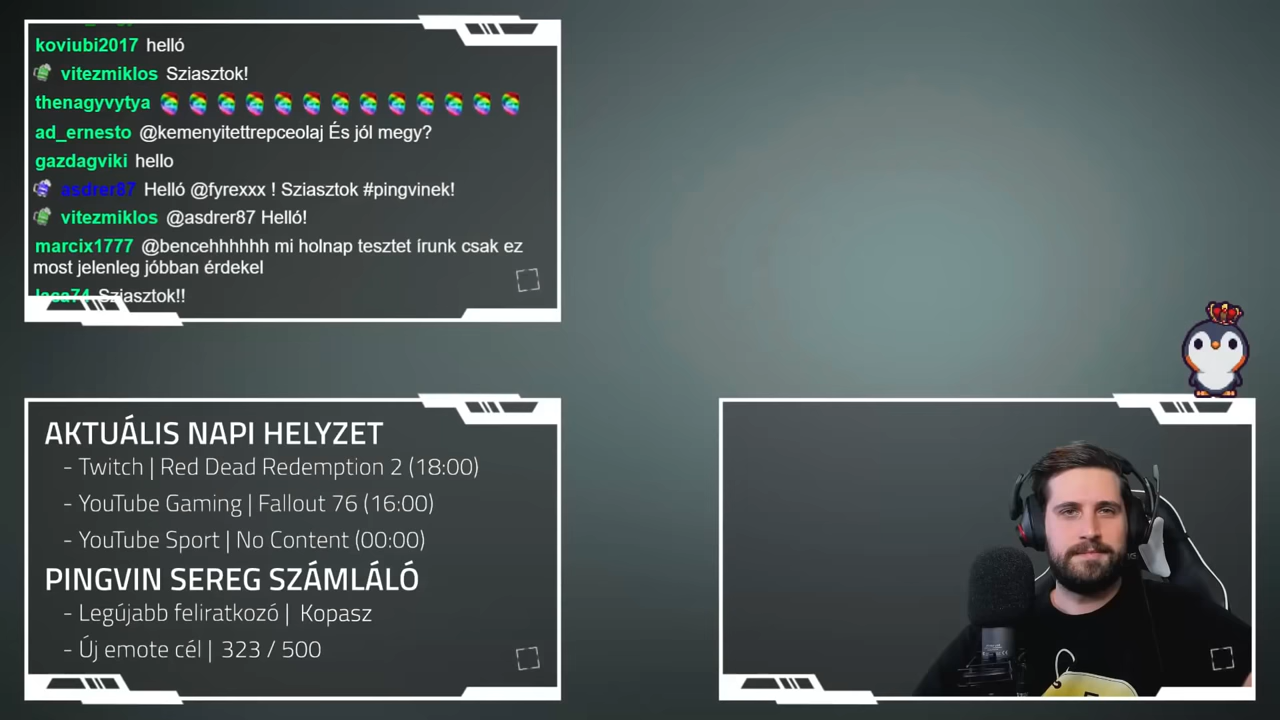 koviubi2017 helló
vitezmiklos Sziasztok!
thenagyvytya
ad_ernesto @kemenyitettrepceolaj És jól megy?
gazdagviki hello
asdrer87 Helló @fyrexxx ! Sziasztok #pingvinek!
vitezmiklos @asdrer87 Helló!
marcix1777 @bencehhhhhh mi holnap tesztet írunk csak ez
most jelenleg jóbban érdekel
Sziasztok!!
AKTUÁLIS NAPI HELYZET
- Twitch | Red Dead Redemption 2 (18:00)
- YouTube Gaming | Fallout 76 (16:00)
- YouTube Sport | No Content (00:00)
PINGVIN SEREG SZÁMLÁLÓ
- Legújabb feliratkozó | Kopasz
- Új emote cél | 323 / 500